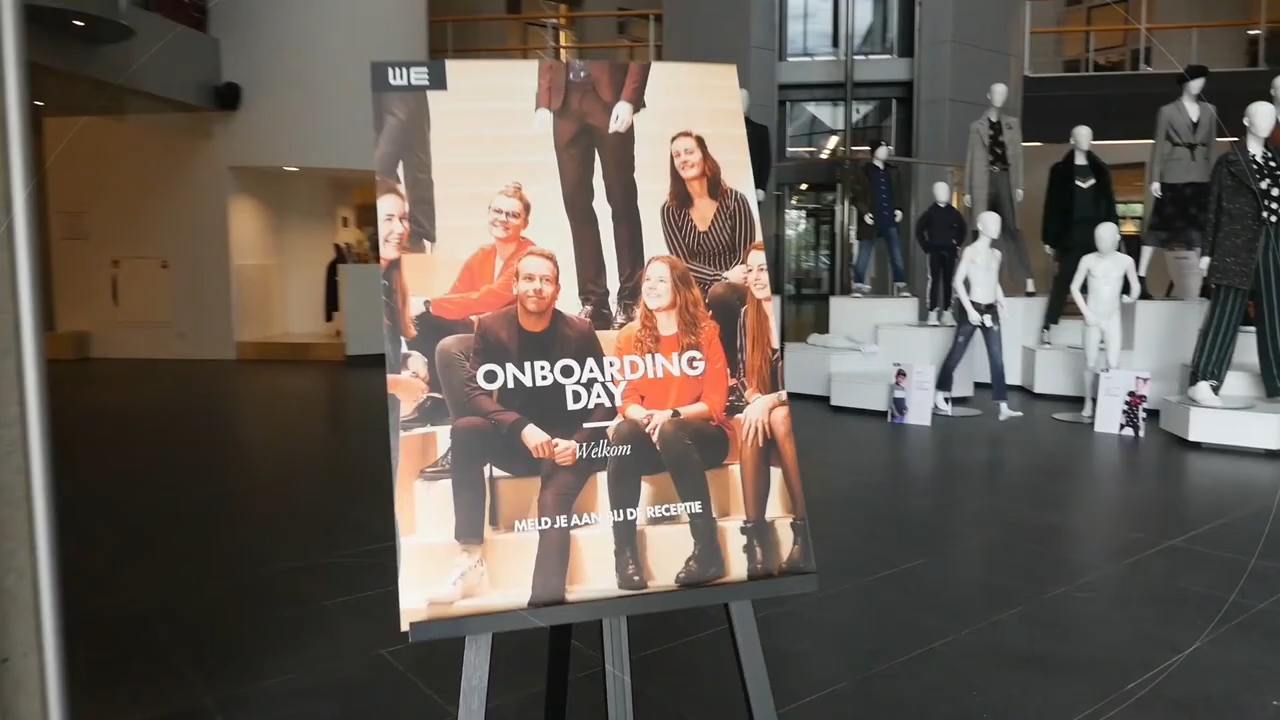 WE
ONBOARDING
DAY
Welkom
MELD JE AAN BIJ DE RECEPTIE